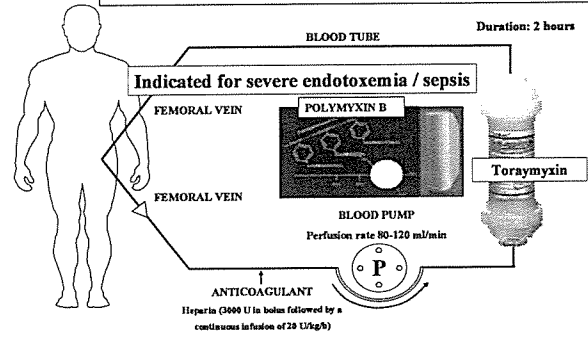 Duration: 2 hours
BLOOD TUBE
Indicated for severe endotoxemia / sepsis
FEMORAL VEIN
POLYMYXIN B
Toraymyxin
FEMORAL VEIN
BLOOD PUMP
Perfusion rate 80-120 ml/min
P
ANTICOAGULANT
Heparin (3000 U in bolus followed by a
continuous infusion of 20 U/kg/h)